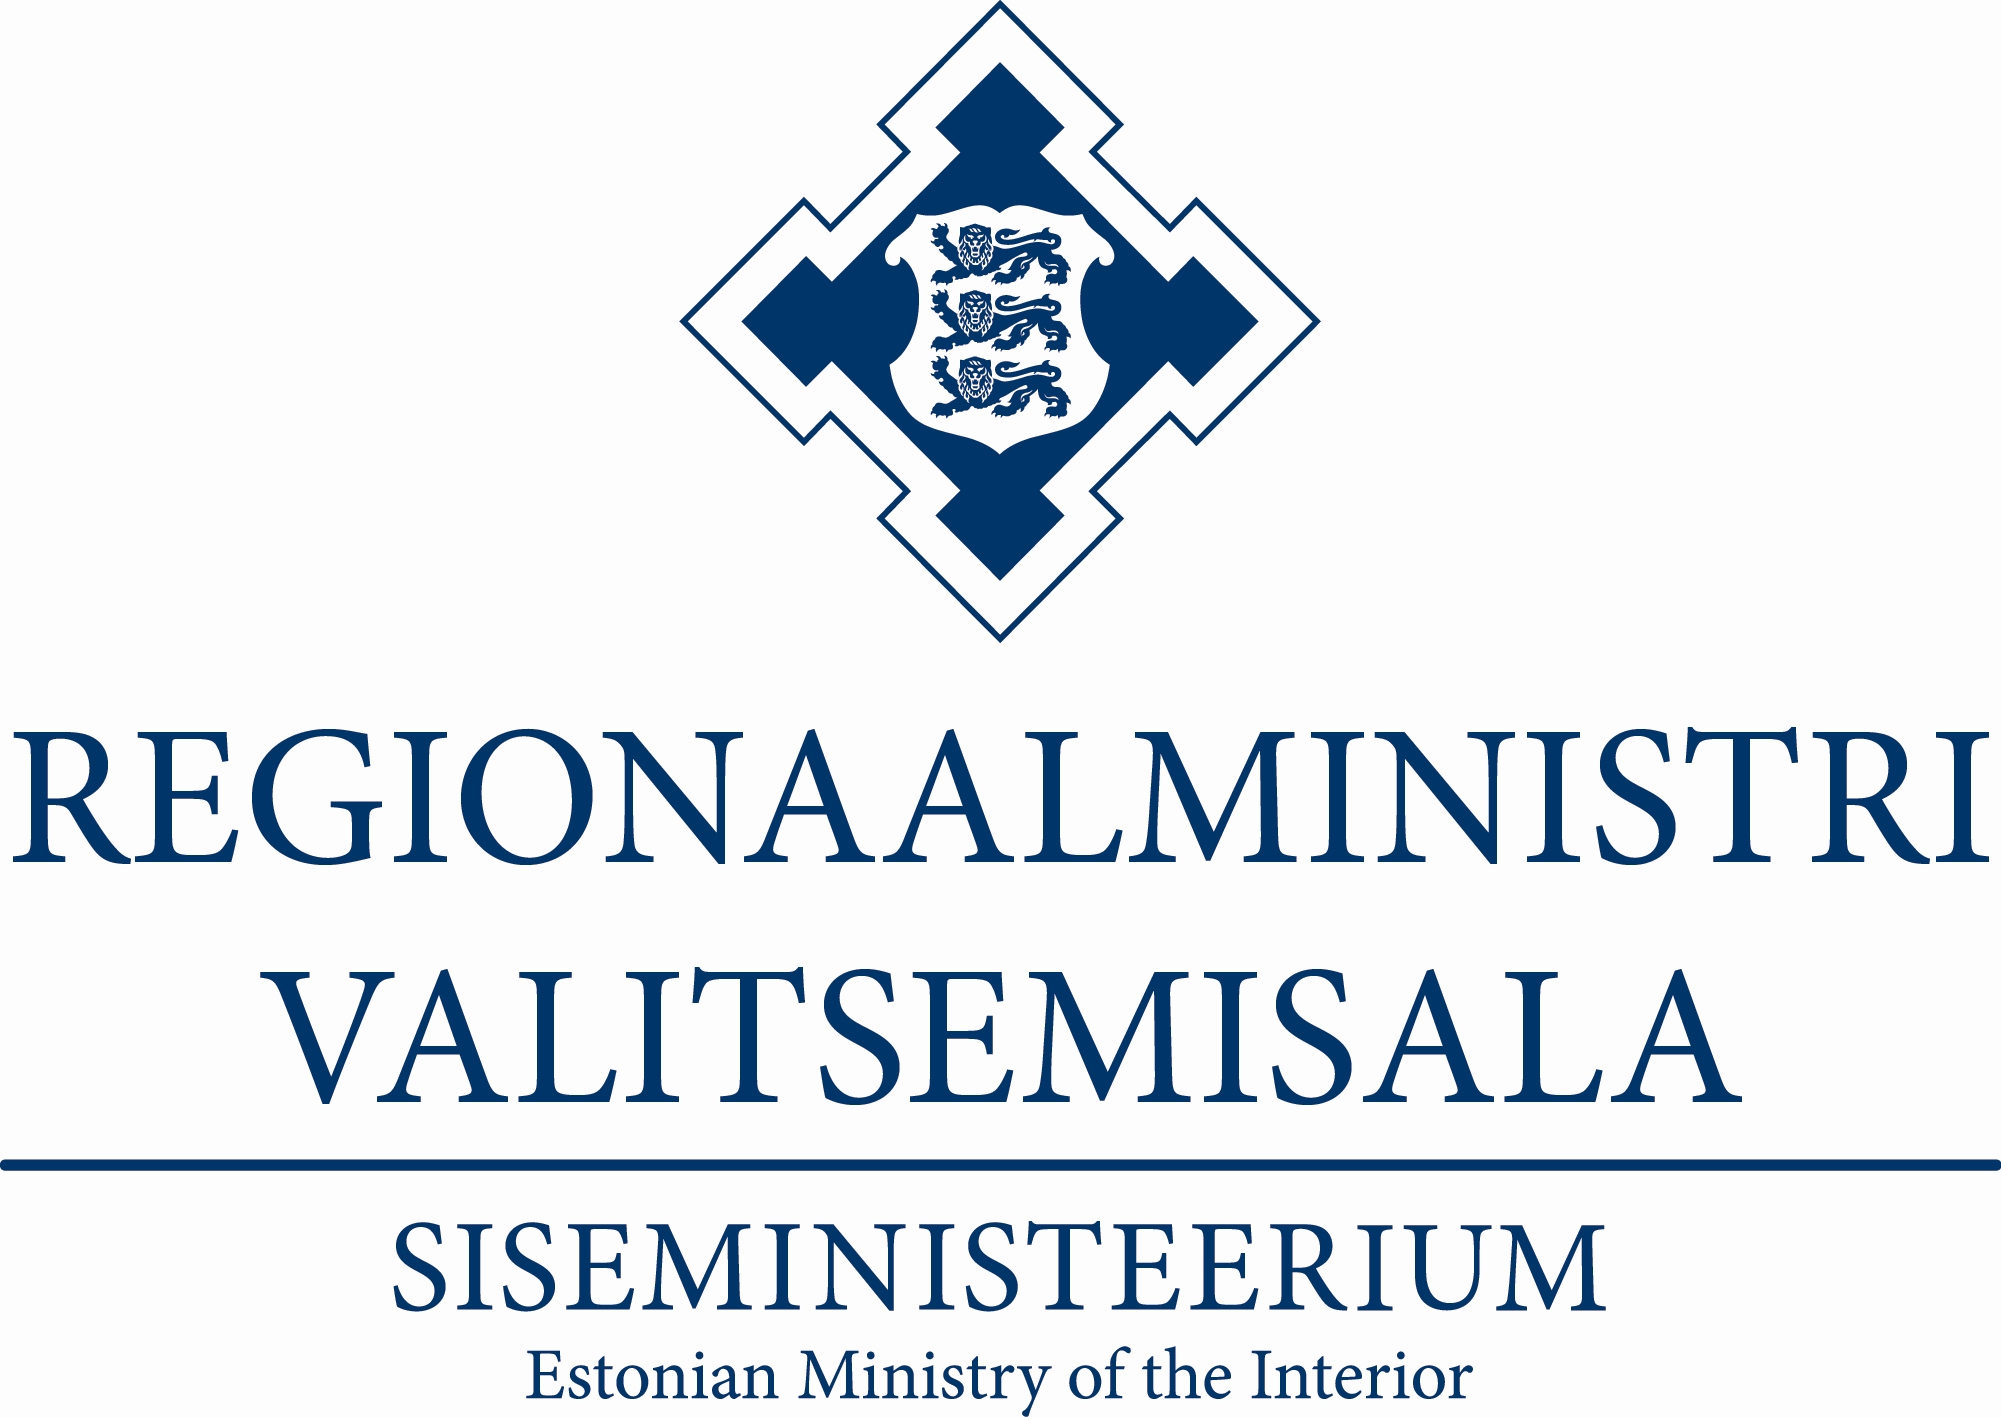 REGIONAALMINISTRI
VALITSEMISALA
SISEMINISTEERIUM
Estonian Ministry of the Interior